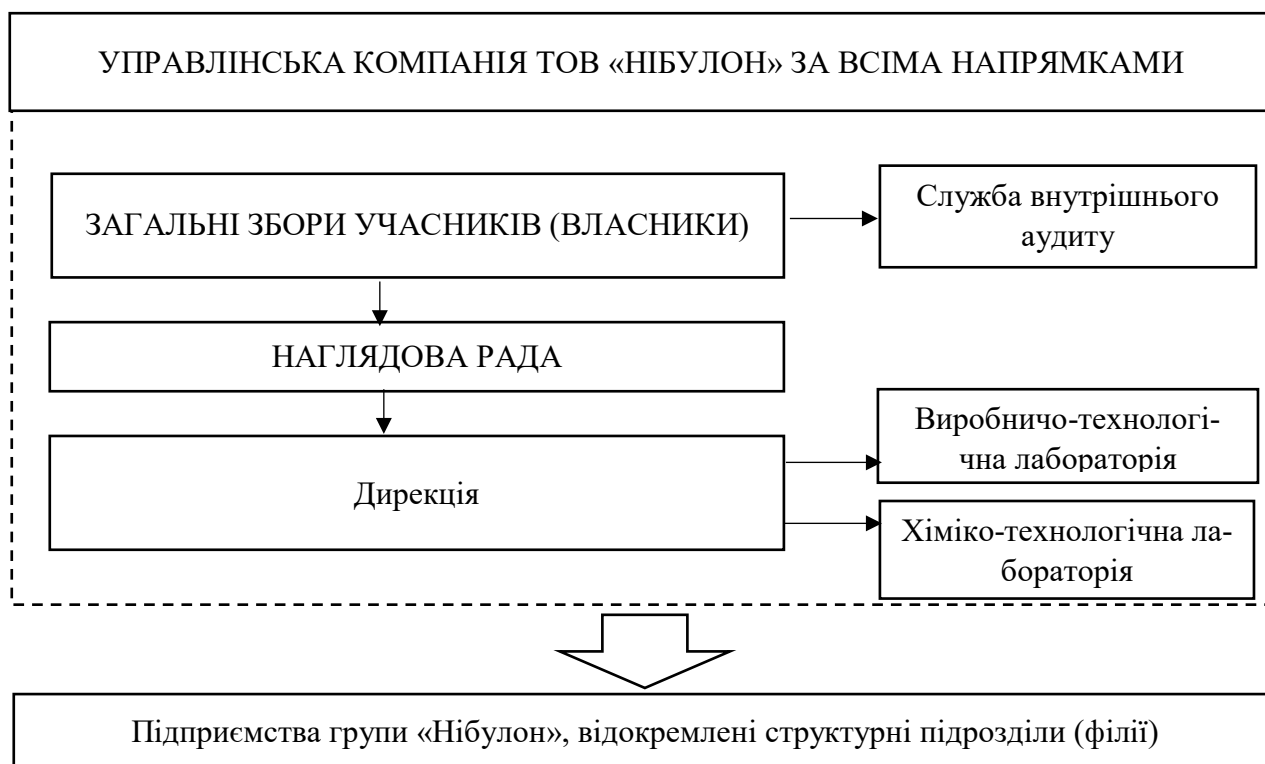 УПРАВЛІНСЬКА КОМПАНІЯ ТОВ «НІБУЛОН» ЗА ВСІМА НАПРЯМКАМИ
ЗАГАЛЬНІ ЗБОРИ УЧАСНИКІВ (ВЛАСНИКИ)
Служба внутрішнього
аудиту
НАГЛЯДОВА РАДА
Дирекція
Виробничо-технологі-
чна лабораторія
Хіміко-технологічна ла-
бораторія
Підприємства групи «Нібулон», відокремлені структурні підрозділи (філії)